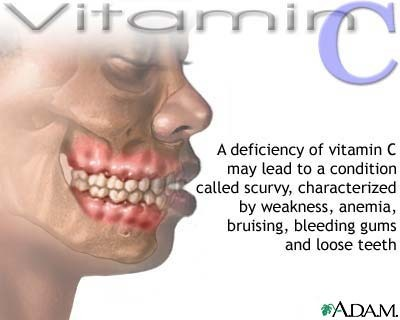 Vitamin C
A deficiency of vitamin C
may lead to a condition
called scurvy, characterized
by weakness, anemia,
bruising, bleeding gums
and loose teeth
A.D.A.M.